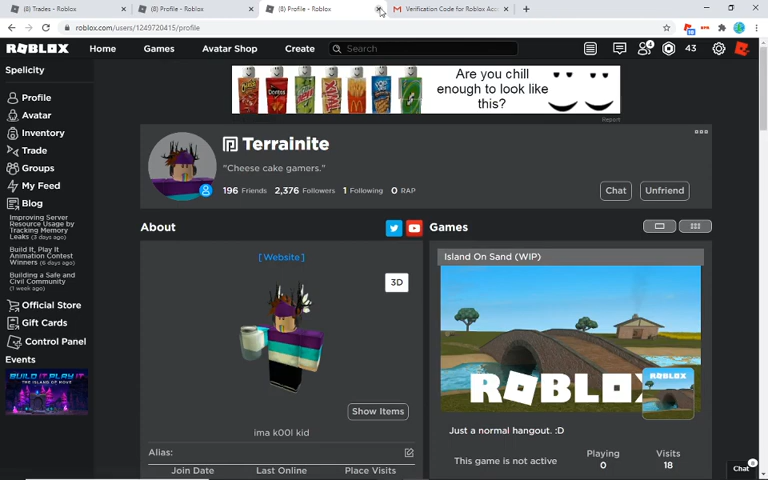 (8) Trades - Roblox
(8) Profile - Roblox
(8) Profile - Roblox
Verification Code for Roblox Acc
roblox.com/users/1249720415/profile
ROBLOX
Home
Games
Avatar Shop
Create
Search
4
43
Spelicity
Profile
Avatar
Inventory
Trade
Groups
My Feed
Blog
Improving Server
Resource Usage by
Tracking Memory
Leaks (3 days ago)
Build It, Play It
Animation Contest
Winners (6 days ago)
Building a Safe and
Civil Community
(1 week ago)
Official Store
Gift Cards
Control Panel
Events
BUILD IT PLAY IT
THE ISLAND OF MOVE
Are you chill
enough to look like
this?
Report
Terrainite
"Cheese cake gamers."
196 Friends 2,376 Followers 1 Following 0 RAP
Chat
Unfriend
About
[Website]
3D
Show Items
ima k00l kid
Alias:
Join Date
Last Online
Place Visits
Games
Island On Sand (WIP)
ROBLOX
ROBLOX
Just a normal hangout. :D
This game is not active
Playing
0
Visits
18
Chat